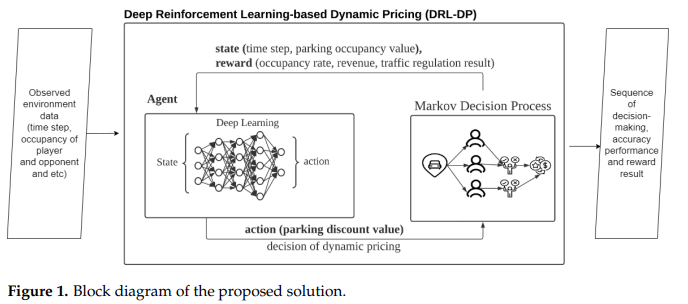 Deep Reinforcement Learning-based Dynamic Pricing (DRL-DP)
Observed
environment
data
(time step,
occupancy of
player
and opponent
and etc)
state (time step, parking occupancy value),
reward (occupancy rate, revenue, traffic regulation result)
Agent
Deep Learning
State
action
Markov Decision Process
action (parking discount value)
decision of dynamic pricing
Sequence
of
decision-
making,
accuracy
performance
and reward
result
Figure 1. Block diagram of the proposed solution.